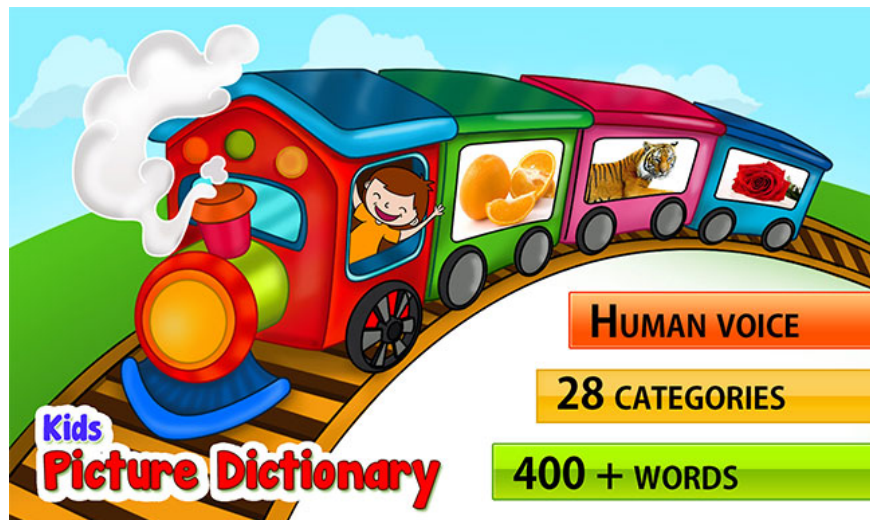 HUMAN VOICE
28 CATEGORIES
400 + WORDS
Kids
Picture Dictionary